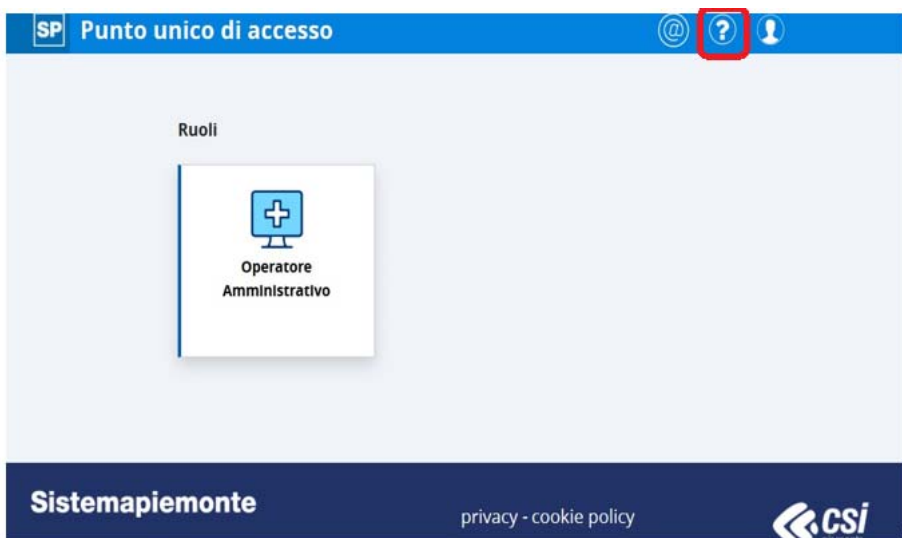 SP Punto unico di accesso @ ?
Ruoli
Operatore
Amministrativo
Sistemapiemonte
privacy - cookie policy
csi